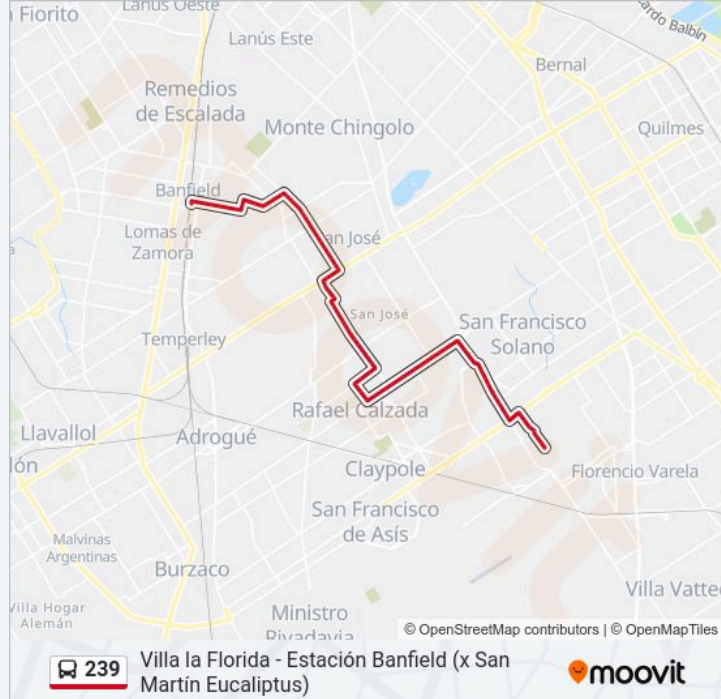 i Fiorito
Lanús Oeste
Lanús Este
ardo Balbín
Bernal
Remedios
de Escalada
Monte Chingolo
Quilmes
Banfield
Lomas de
Zamora
an José
San José
San Francisco
Solano
Temperley
Rafael Calzada
Llavallol
Adrogué
lón
Claypole
Florencio Varela
San Francisco
de Asís
Malvinas
Argentinas
Burzaco
Villa Vatteo
Villa Hogar
Alemán
Ministro
Rivadavia
© OpenStreetMap contributors | © OpenMapTiles
239
Villa la Florida - Estación Banfield (x San
Martín Eucaliptus)
moovit